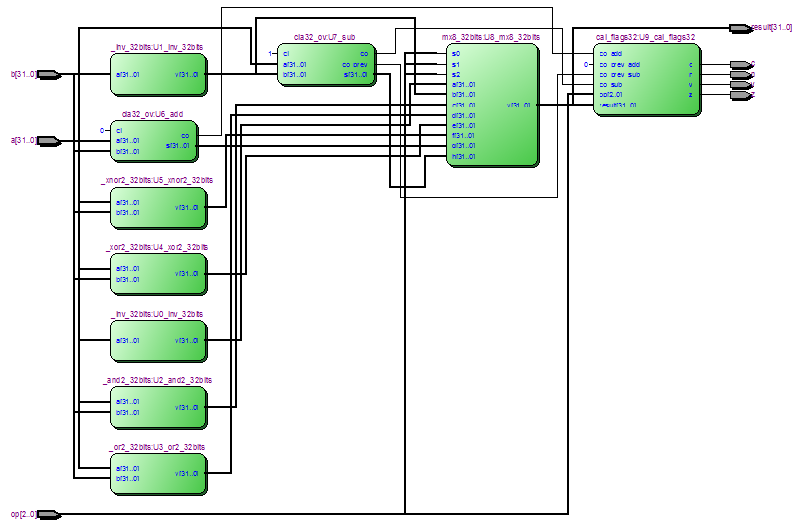 _inv_32bits:U1_inv_32bits
a[31..0]
y[31..0]
cla32_ov:U7_sub
1
ci
a[31..0]
b[31..0]
co
co_prev
s[31..0]
mx8_32bits:U8_mx8_32bits
s0
s1
s2
a[31..0]
b[31..0]
c[31..0]
d[31..0]
e[31..0]
f[31..0]
g[31..0]
h[31..0]
y[31..0]
cal_flags32:U9_cal_flags32
co_add
0
co_prev_add
co_prev_sub
co_sub
op[2..0]
result[31..0]
c
n
v
z
result[31..0]
b[31..0]
cla32_ov:U6_add
0
ci
a[31..0]
b[31..0]
co
s[31..0]
a[31..0]
_xnor2_32bits:U5_xnor2_32bits
a[31..0]
b[31..0]
y[31..0]
_xor2_32bits:U4_xor2_32bits
a[31..0]
b[31..0]
y[31..0]
_inv_32bits:U0_inv_32bits
a[31..0]
y[31..0]
_and2_32bits:U2_and2_32bits
a[31..0]
b[31..0]
y[31..0]
_or2_32bits:U3_or2_32bits
a[31..0]
b[31..0]
y[31..0]
op[2..0]